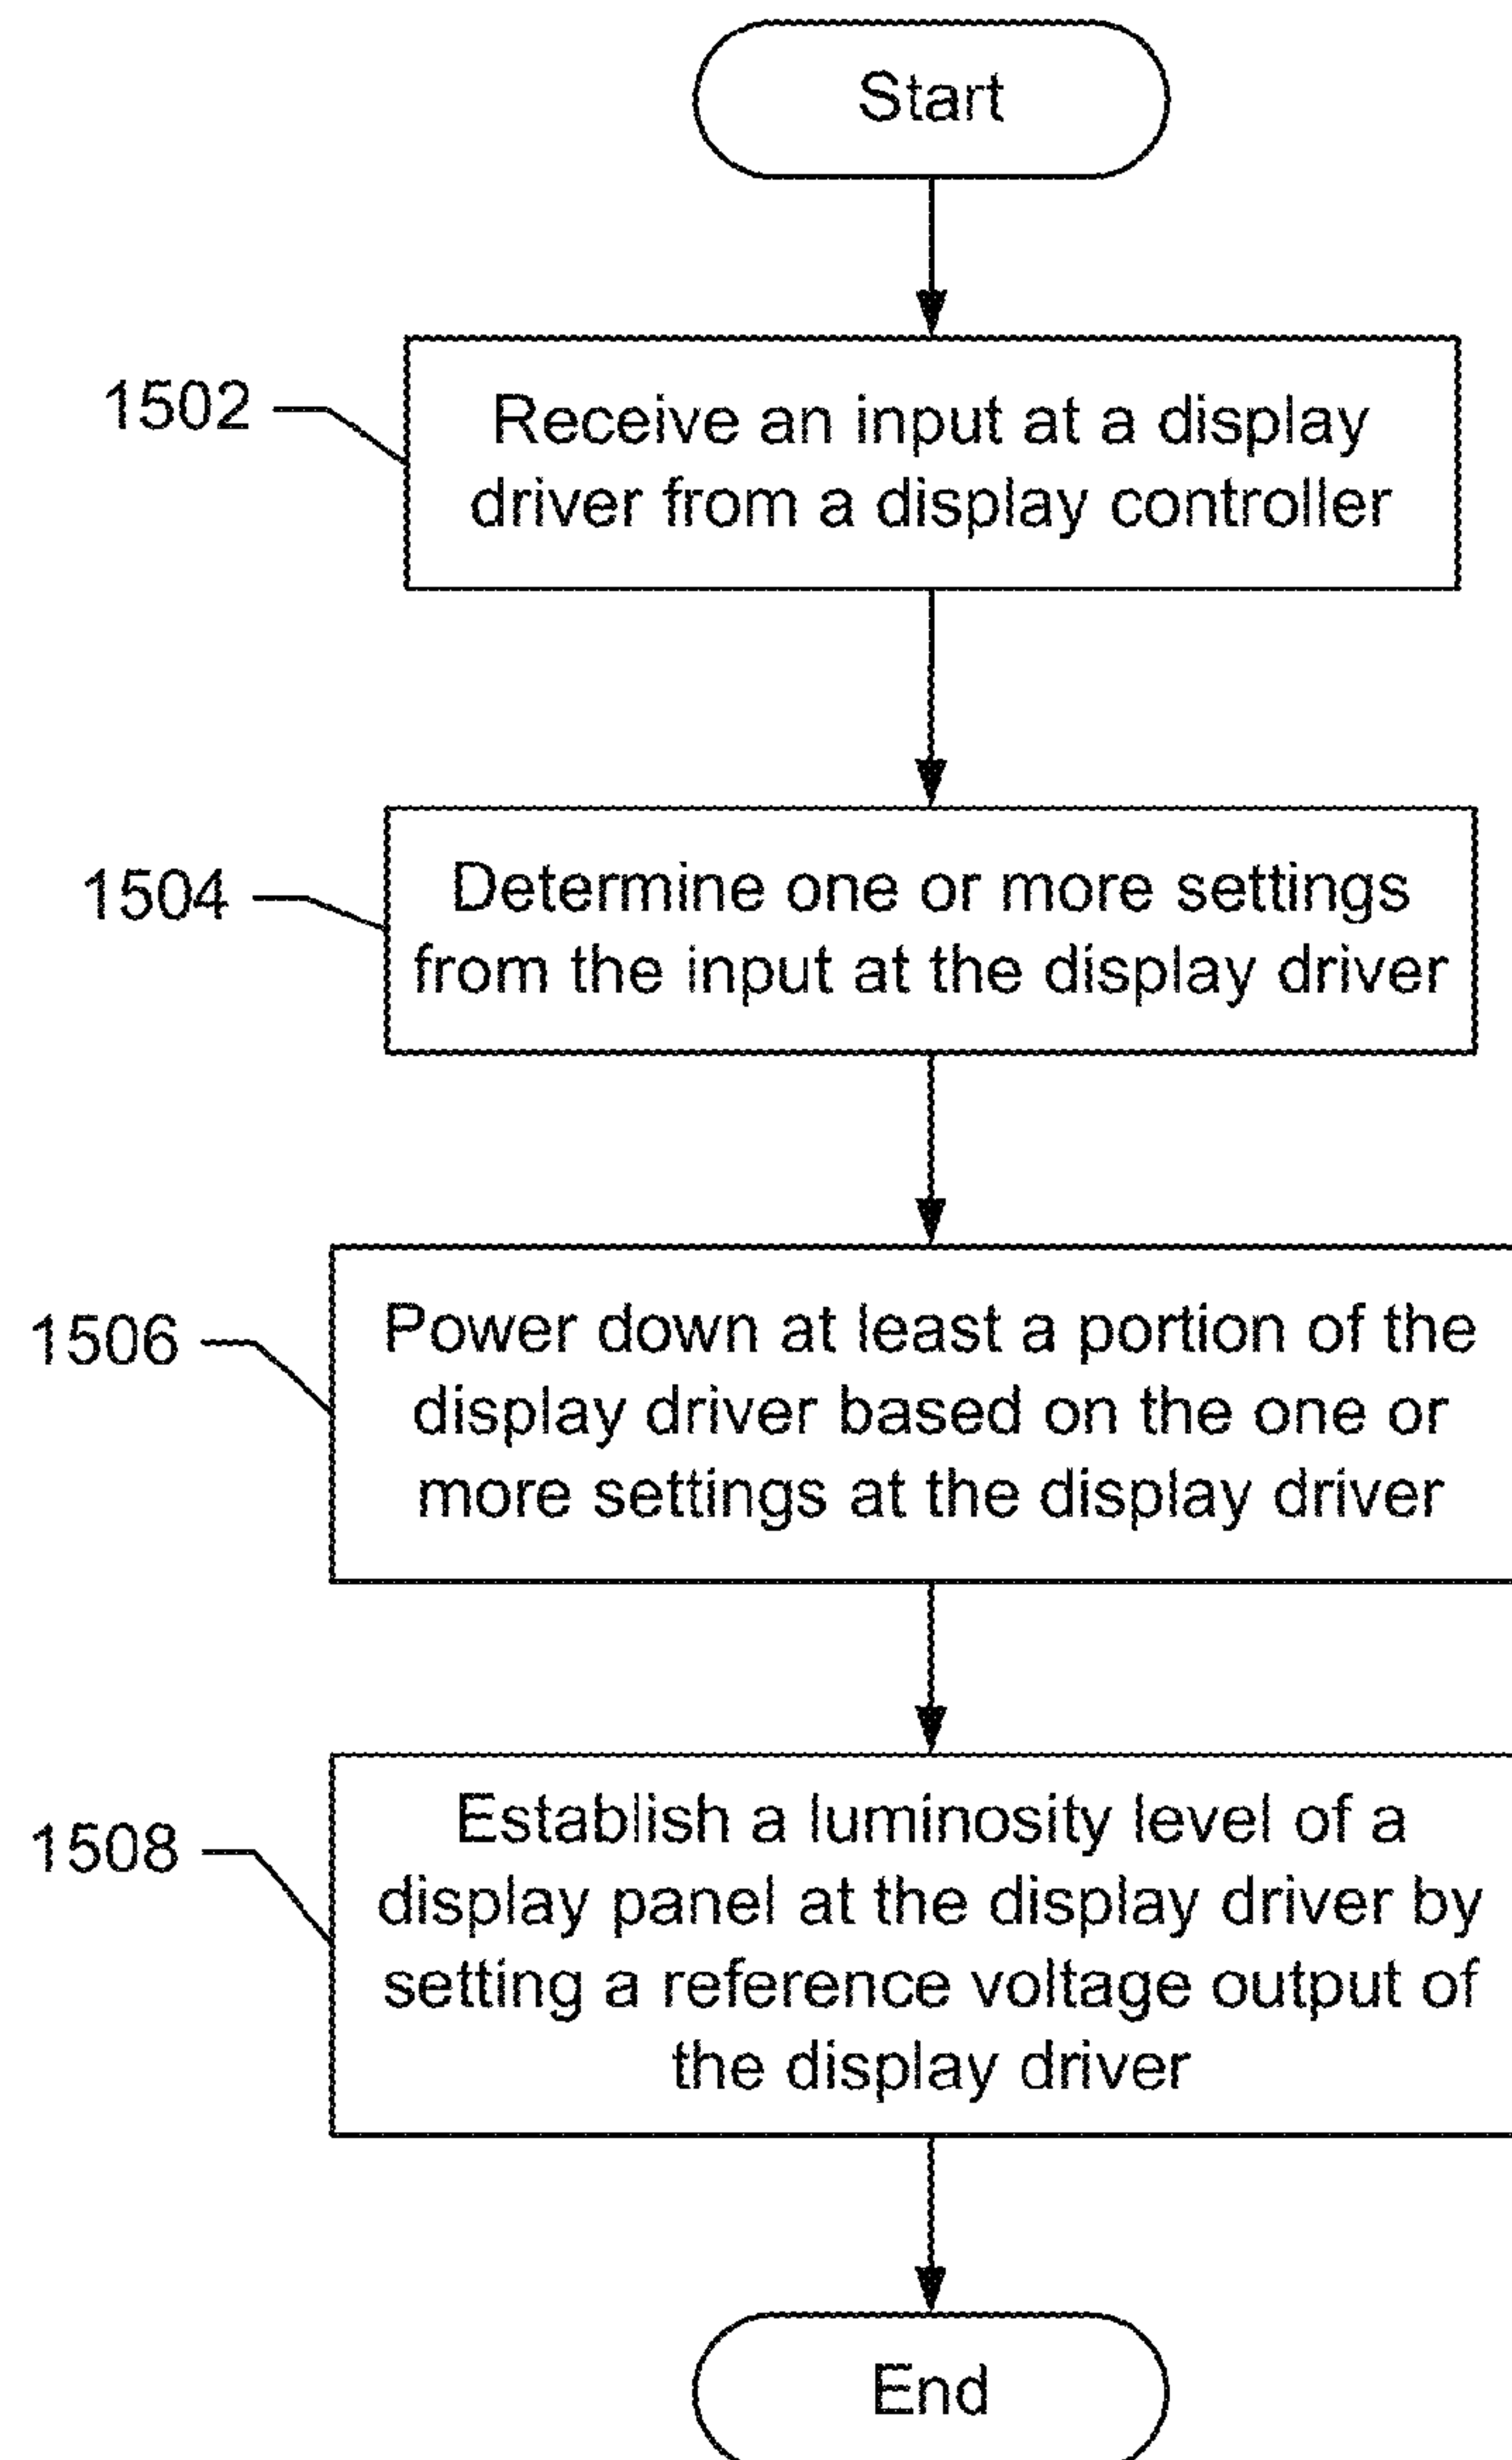 Start
1502
Receive an input at a display
driver from a display controller
1504
Determine one or more settings
from the input at the display driver
1506
Power down at least a portion of the
display driver based on the one or
more settings at the display driver
1508
Establish a luminosity level of a
display panel at the display driver by
setting a reference voltage output of
the display driver
End